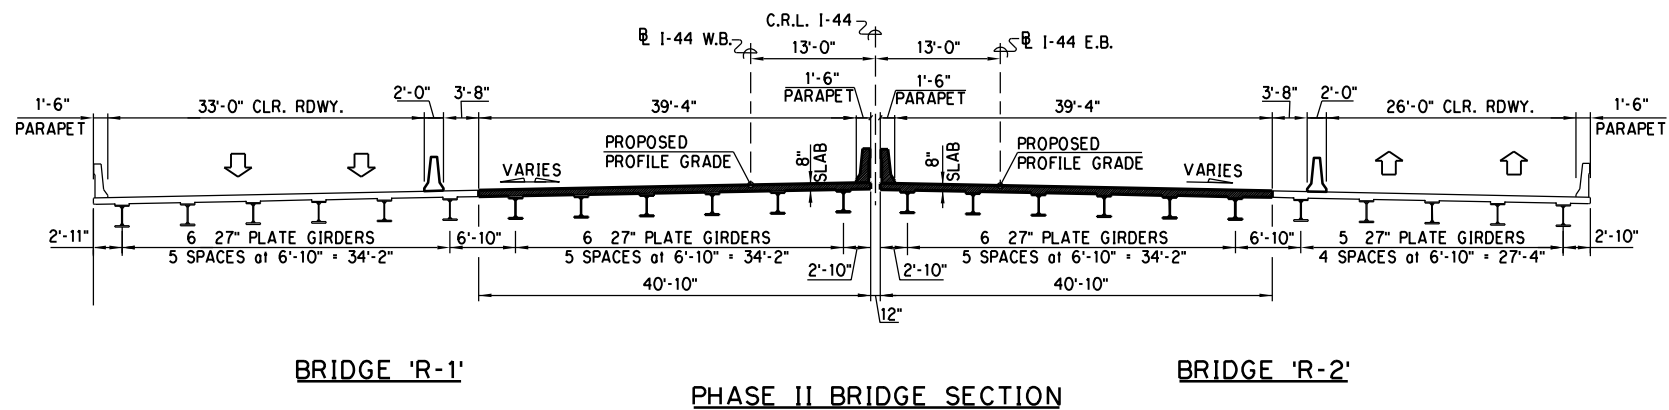 C.R.L. I-44
℄ I-44 W.B.
℄ I-44 E.B.
13'-0"
13'-0"
1'-6"
PARAPET
33'-0" CLR. RDWY.
2'-0"
3'-8"
39'-4"
1'-6"
PARAPET
1'-6"
PARAPET
39'-4"
3'-8"
2'-0"
26'-0" CLR. RDWY.
1'-6"
PARAPET
PROPOSED
PROFILE GRADE
8"
SLAB
8"
SLAB
PROPOSED
PROFILE GRADE
VARIES
VARIES
2'-11"
6 27" PLATE GIRDERS
5 SPACES at 6'-10" = 34'-2"
6'-10"
6 27" PLATE GIRDERS
5 SPACES at 6'-10" = 34'-2"
2'-10"
2'-10"
6 27" PLATE GIRDERS
5 SPACES at 6'-10" = 34'-2"
6'-10"
5 27" PLATE GIRDERS
4 SPACES at 6'-10" = 27'-4"
2'-10"
40'-10"
40'-10"
12"
BRIDGE 'R-1'
BRIDGE 'R-2'
PHASE II BRIDGE SECTION